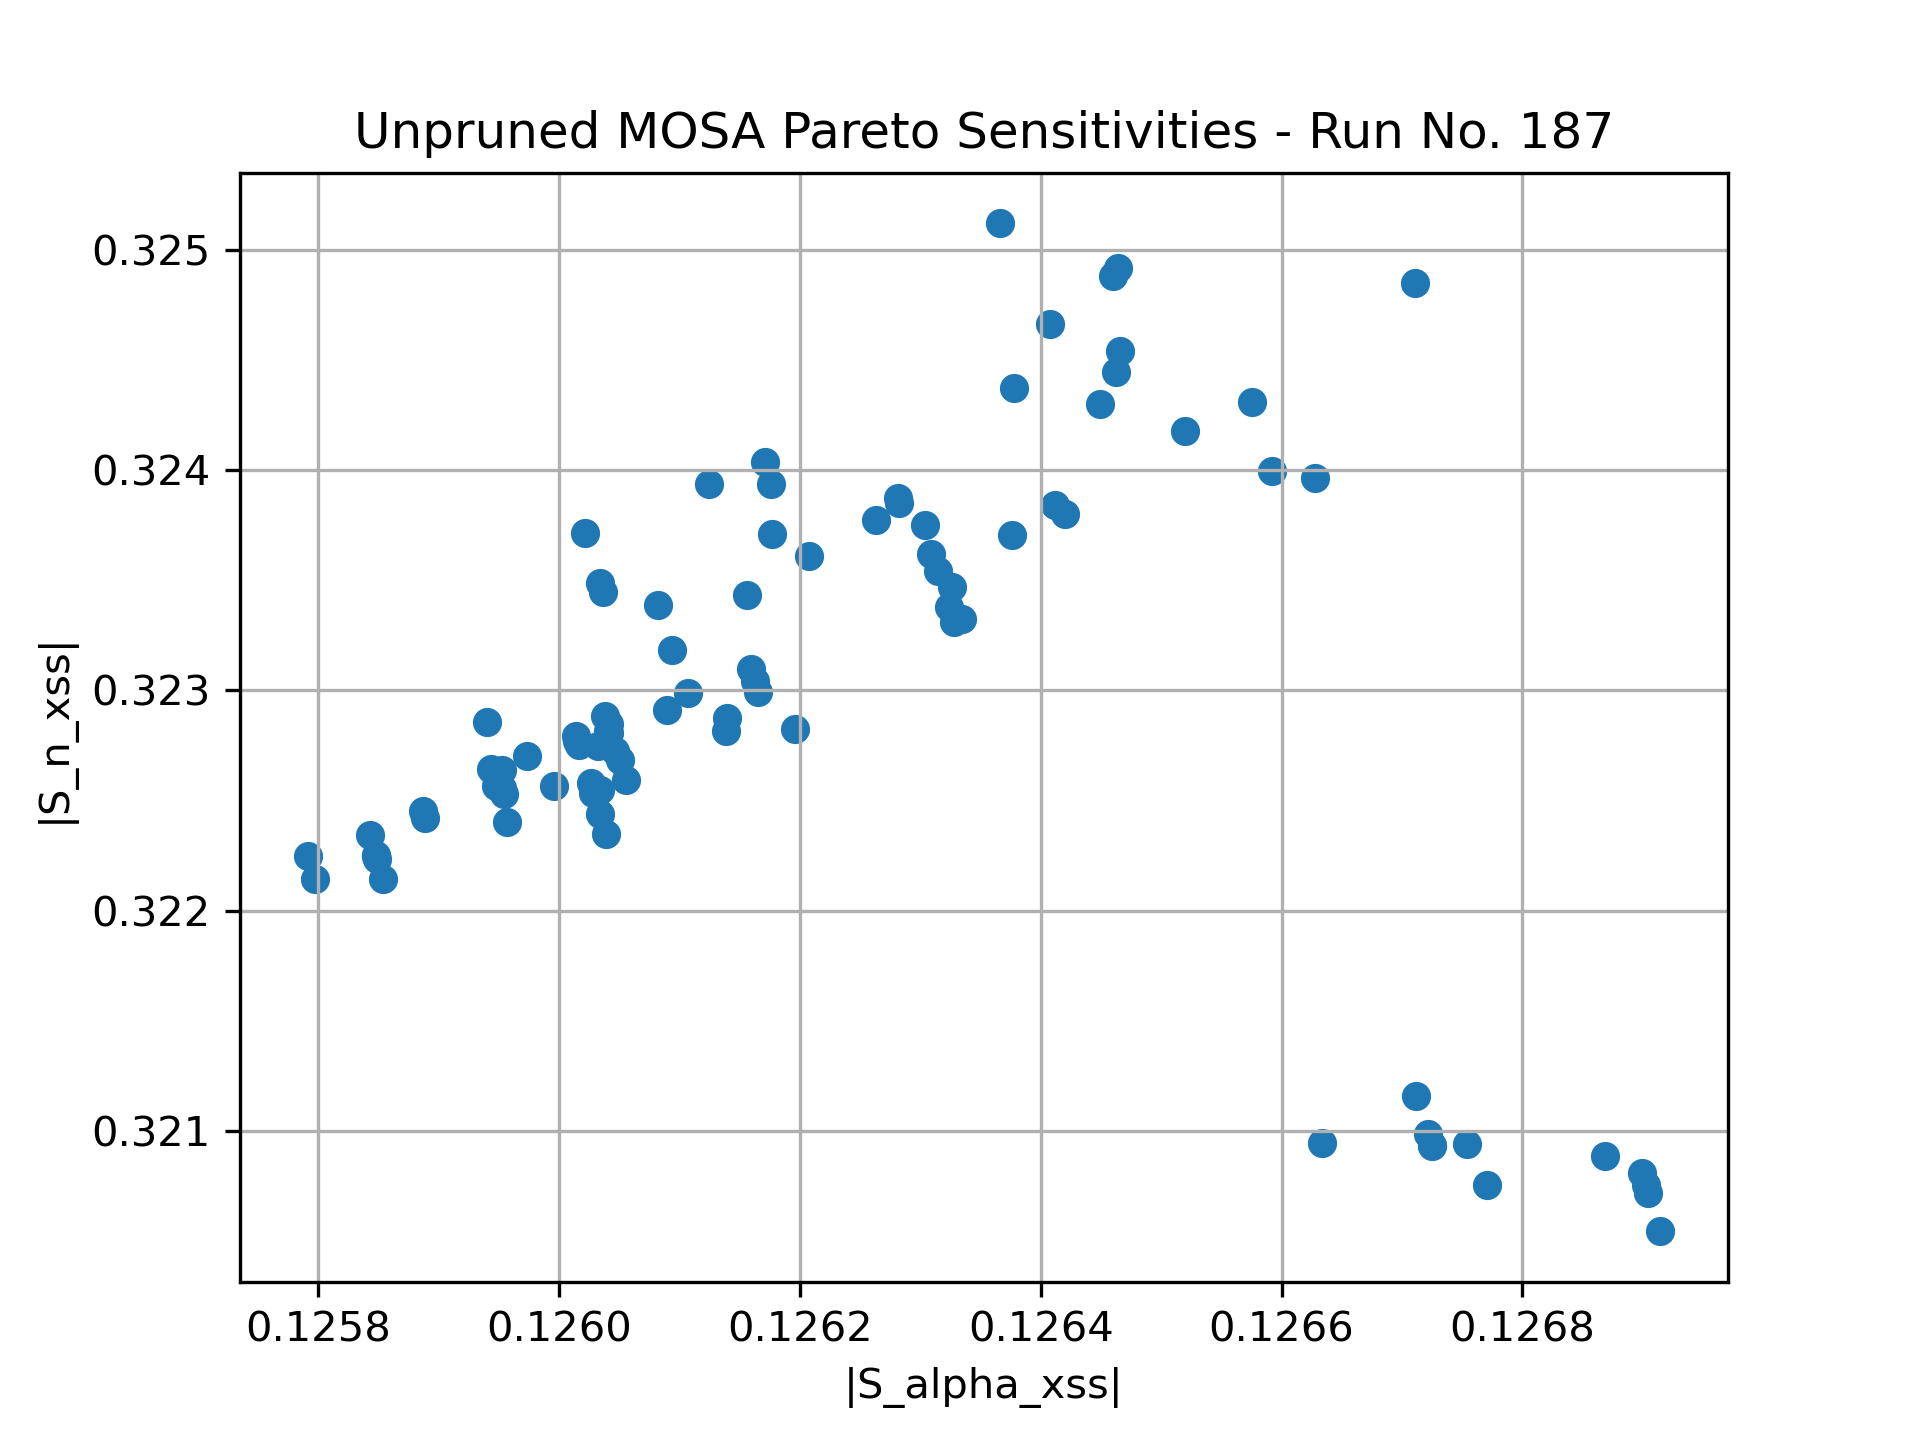 Unpruned MOSA Pareto Sensitivities - Run No. 187
|S_n_xss|
0.325
0.324
0.323
0.322
0.321
0.1258 0.1260 0.1262 0.1264 0.1266 0.1268
|S_alpha_xss|